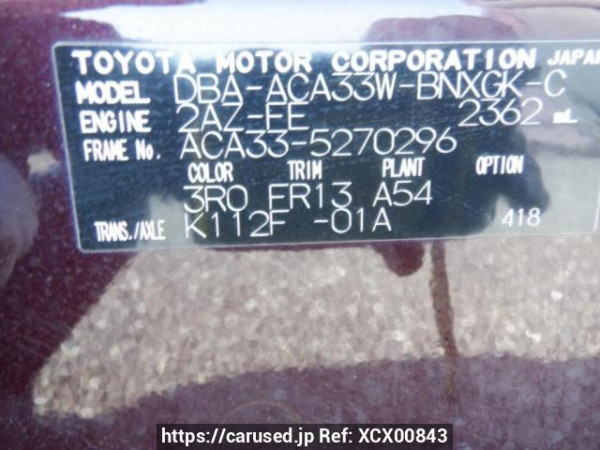 TOYOTA MOTOR CORPORATION JAPAN
MODEL DBA-ACA33W-BNXGK-C
ENGINE 2AZ-FE 2362 mL
FRAME No. ACA33-5270296
COLOR TRIM PLANT OPTION
3R0 FR13 A54
TRANS./AXLE K112F -01A 418
https://carused.jp Ref: XCX00843